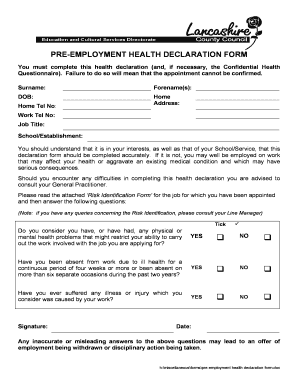 Lancashire
County Council
Education and Cultural Services Directorate
PRE-EMPLOYMENT HEALTH DECLARATION FORM
You must complete this health declaration (and, if necessary, the Confidential Health
Questionnaire). Failure to do so will mean that the appointment cannot be confirmed.
Surname: Forename(s):
DOB: Home
Home Tel No: Address:
Work Tel No:
Job Title:
School/Establishment:
You should understand that it is in your interests, as well as that of your School/Service, that this
declaration form should be completed accurately. If it is not, you may well be employed on work
that may affect your health or aggravate an existing medical condition and which may have
serious consequences.
Should you encounter any difficulties in completing this health declaration you are advised to
consult your General Practitioner.
Please read the attached 'Risk Identification Form' for the job for which you have been appointed
and then answer the following questions:
(Note: if you have any queries concerning the Risk Identification, please consult your Line Manager)
Tick ✓
Do you consider you have, or have had, any physical or
mental health problems that might restrict your ability to carry YES NO
out the work involved with the job you are applying for?
Have you been absent from work due to ill health for a
continuous period of four weeks or more or been absent on YES NO
more than six separate occasions during the past two years?
Have you ever suffered any illness or injury which you
consider was caused by your work? YES NO
Signature: Date:
Any inaccurate or misleading answers to the above questions may lead to an offer of
employment being withdrawn or disciplinary action being taken.